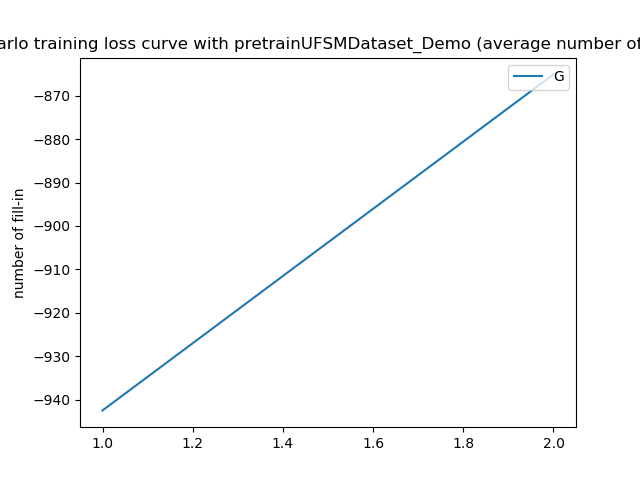 arlo training loss curve with pretrainUFSMDataset_Demo (average number of
G
number of fill-in
−870
−880
−890
−900
−910
−920
−930
−940
1.0 1.2 1.4 1.6 1.8 2.0